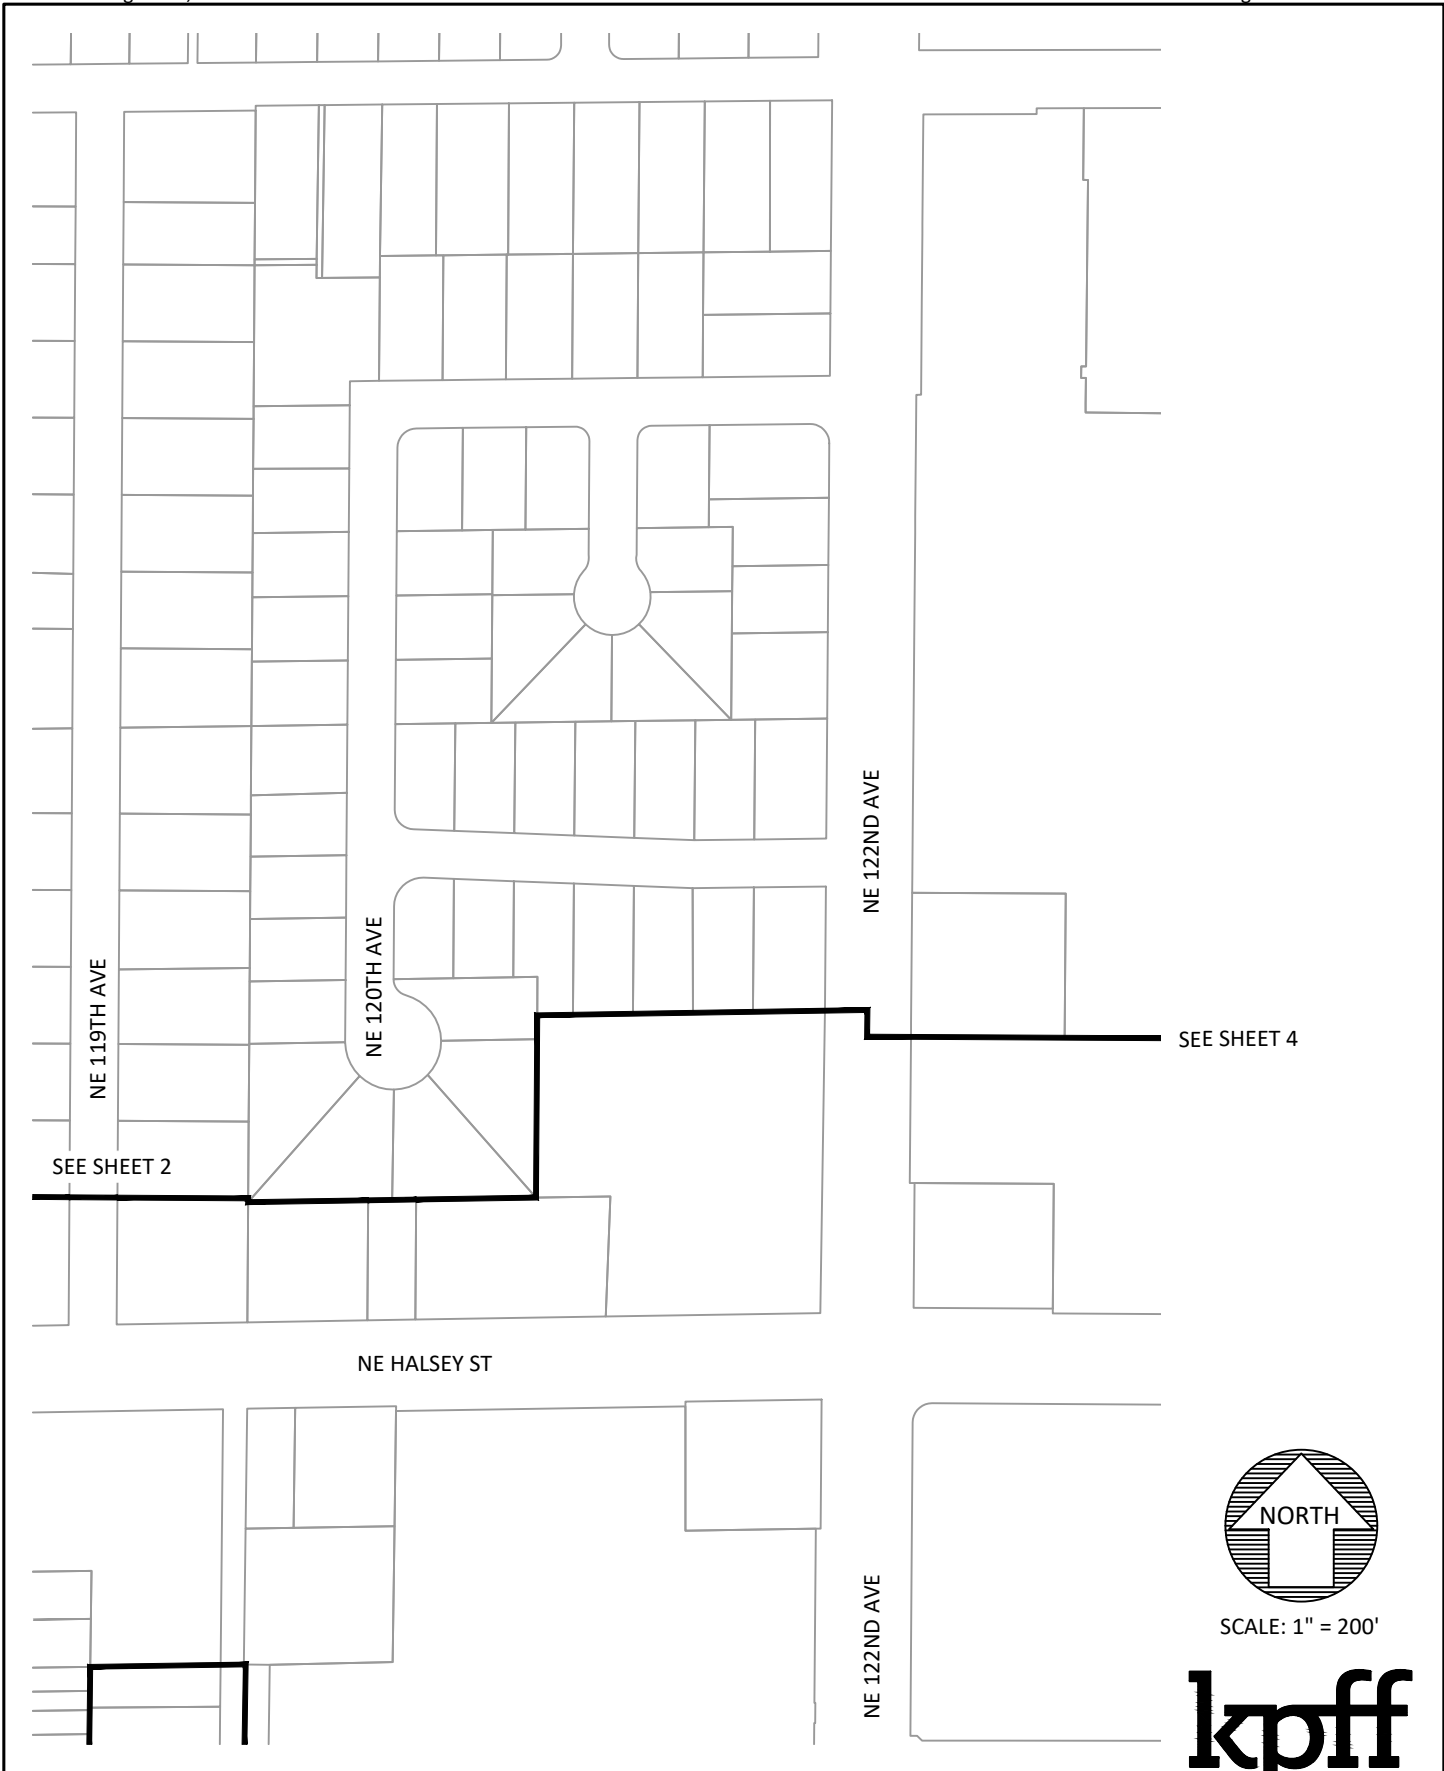 NE 122ND AVE
NE 120TH AVE
NE 119TH AVE
SEE SHEET 4
SEE SHEET 2
NE HALSEY ST
NORTH
SCALE: 1" = 200'
NE 122ND AVE
kpff